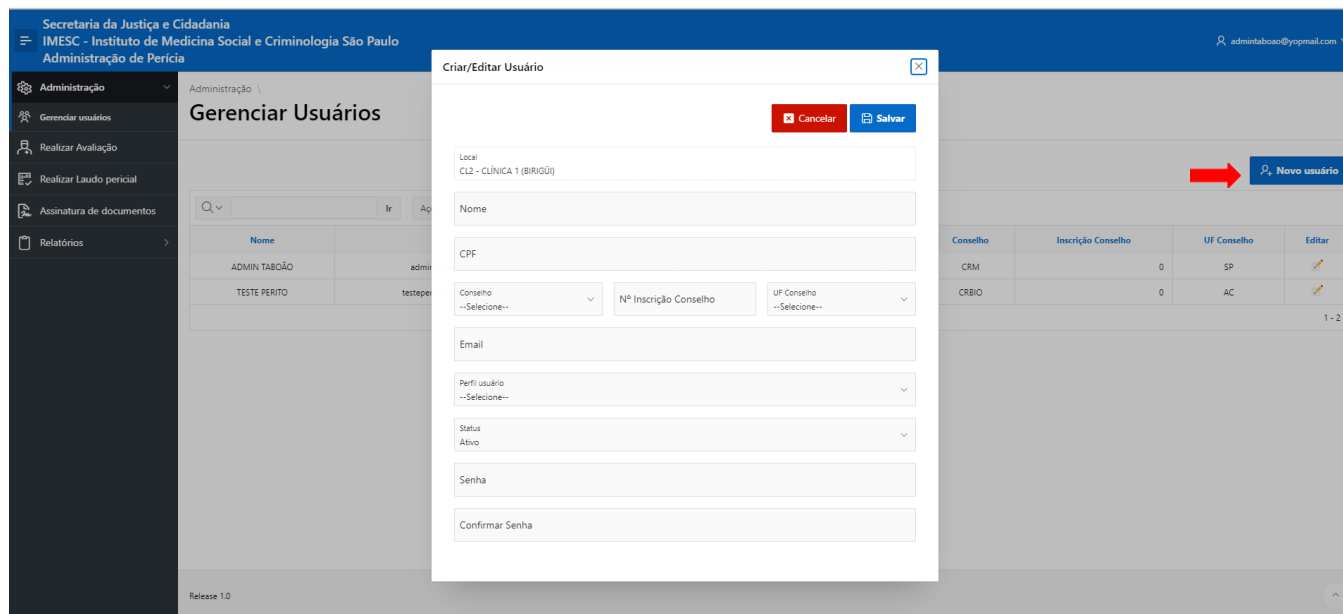 Secretaria da Justiça e Cidadania
IMESC - Instituto de Medicina Social e Criminologia São Paulo
Administração de Perícia
admintaboao@yopmail.com
Administração
Gerenciar usuários
Realizar Avaliação
Realizar Laudo pericial
Assinatura de documentos
Relatórios
Administração \
Gerenciar Usuários
Novo usuário
Ir
Nome
Conselho
Inscrição Conselho
UF Conselho
Editar
ADMIN TABOÃO
CRM
0
SP
TESTE PERITO
CRBIO
0
AC
1 - 2
Criar/Editar Usuário
Cancelar
Salvar
Local
CL2 - CLÍNICA 1 (BIRIGÜI)
Nome
CPF
Conselho
--Selecione--
Nº Inscrição Conselho
UF Conselho
--Selecione--
Email
Perfil usuário
--Selecione--
Status
Ativo
Senha
Confirmar Senha
Release 1.0